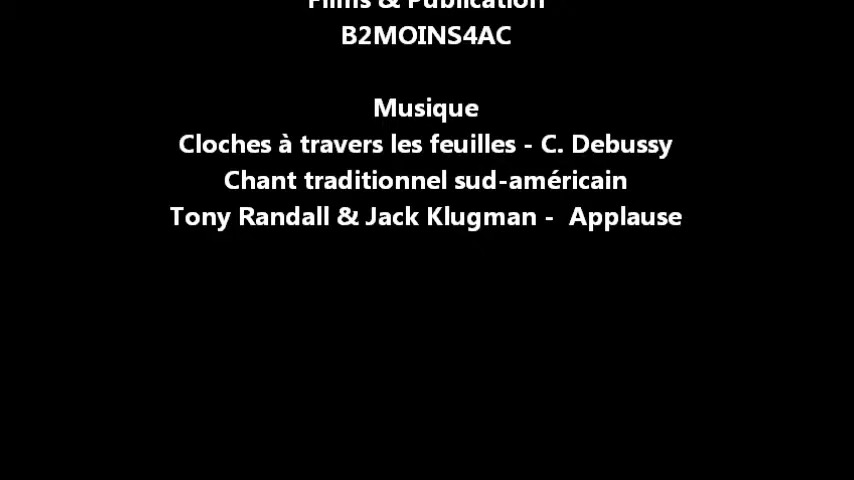 Films & Publication
B2MOINS4AC
Musique
Cloches à travers les feuilles - C. Debussy
Chant traditionnel sud-américain
Tony Randall & Jack Klugman - Applause